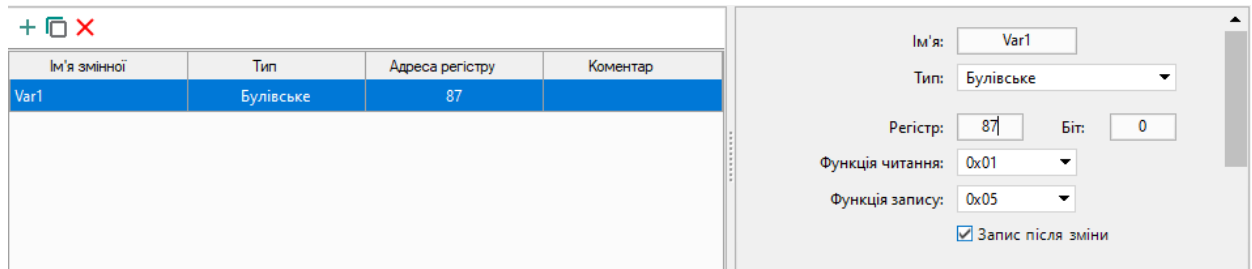 Ім'я змінної Тип Адреса регістру Коментар
Var1 Булівське 87
Ім'я: Var1
Тип: Булівське
Регістр: 87 Біт: 0
Функція читання: 0x01
Функція запису: 0x05
Запис після зміни